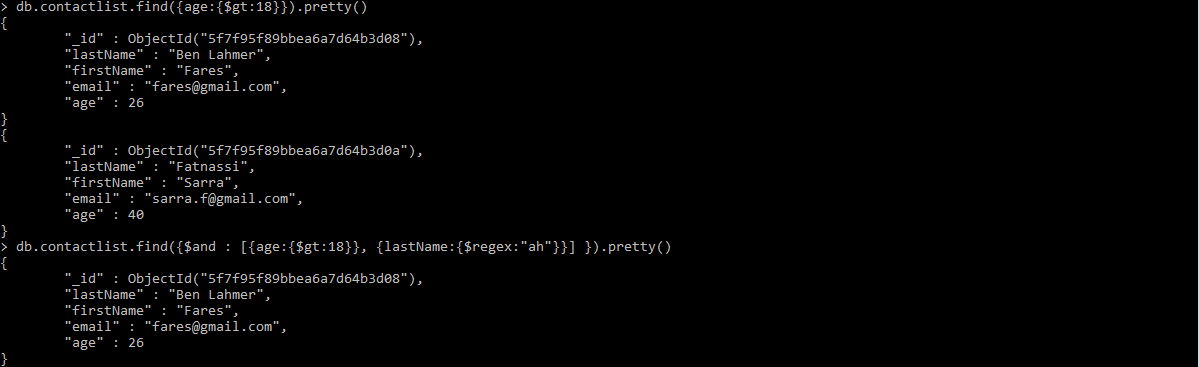 > db.contactlist.find({age:{$gt:18}}).pretty()
{
        "_id" : ObjectId("5f7f95f89bbea6a7d64b3d08"),
        "lastName" : "Ben Lahmer",
        "firstName" : "Fares",
        "email" : "fares@gmail.com",
        "age" : 26
}
{
        "_id" : ObjectId("5f7f95f89bbea6a7d64b3d0a"),
        "lastName" : "Fatnassi",
        "firstName" : "Sarra",
        "email" : "sarra.f@gmail.com",
        "age" : 40
}
> db.contactlist.find({$and : [{age:{$gt:18}}, {lastName:{$regex:"ah"}}] }).pretty()
{
        "_id" : ObjectId("5f7f95f89bbea6a7d64b3d08"),
        "lastName" : "Ben Lahmer",
        "firstName" : "Fares",
        "email" : "fares@gmail.com",
        "age" : 26
}